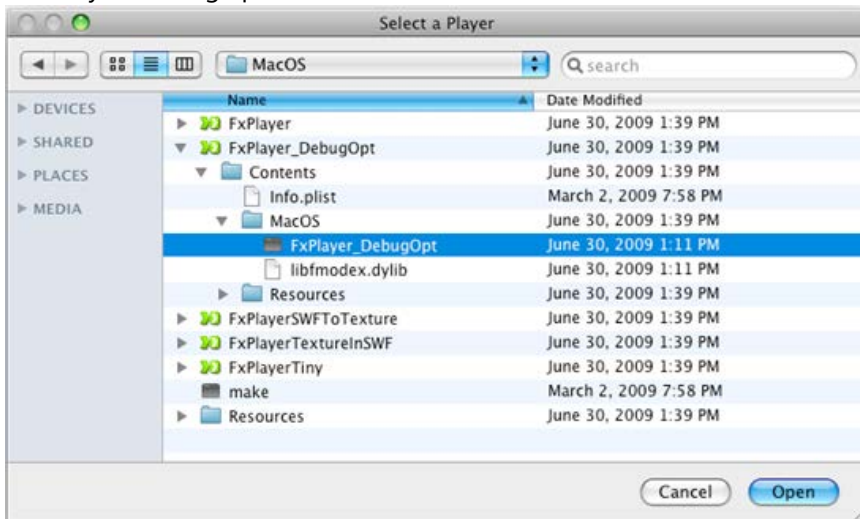 Select a Player
MacOS
search
Name Date Modified
DEVICES
SHARED
PLACES
MEDIA
FxPlayer June 30, 2009 1:39 PM
FxPlayer_DebugOpt June 30, 2009 1:39 PM
Contents June 30, 2009 1:39 PM
Info.plist March 2, 2009 7:58 PM
MacOS June 30, 2009 1:39 PM
FxPlayer_DebugOpt June 30, 2009 1:11 PM
libfmodex.dylib June 30, 2009 1:11 PM
Resources June 30, 2009 1:39 PM
FxPlayerSWFToTexture June 30, 2009 1:39 PM
FxPlayerTextureInSWF June 30, 2009 1:39 PM
FxPlayerTiny June 30, 2009 1:39 PM
make March 2, 2009 7:58 PM
Resources June 30, 2009 1:39 PM
Cancel Open